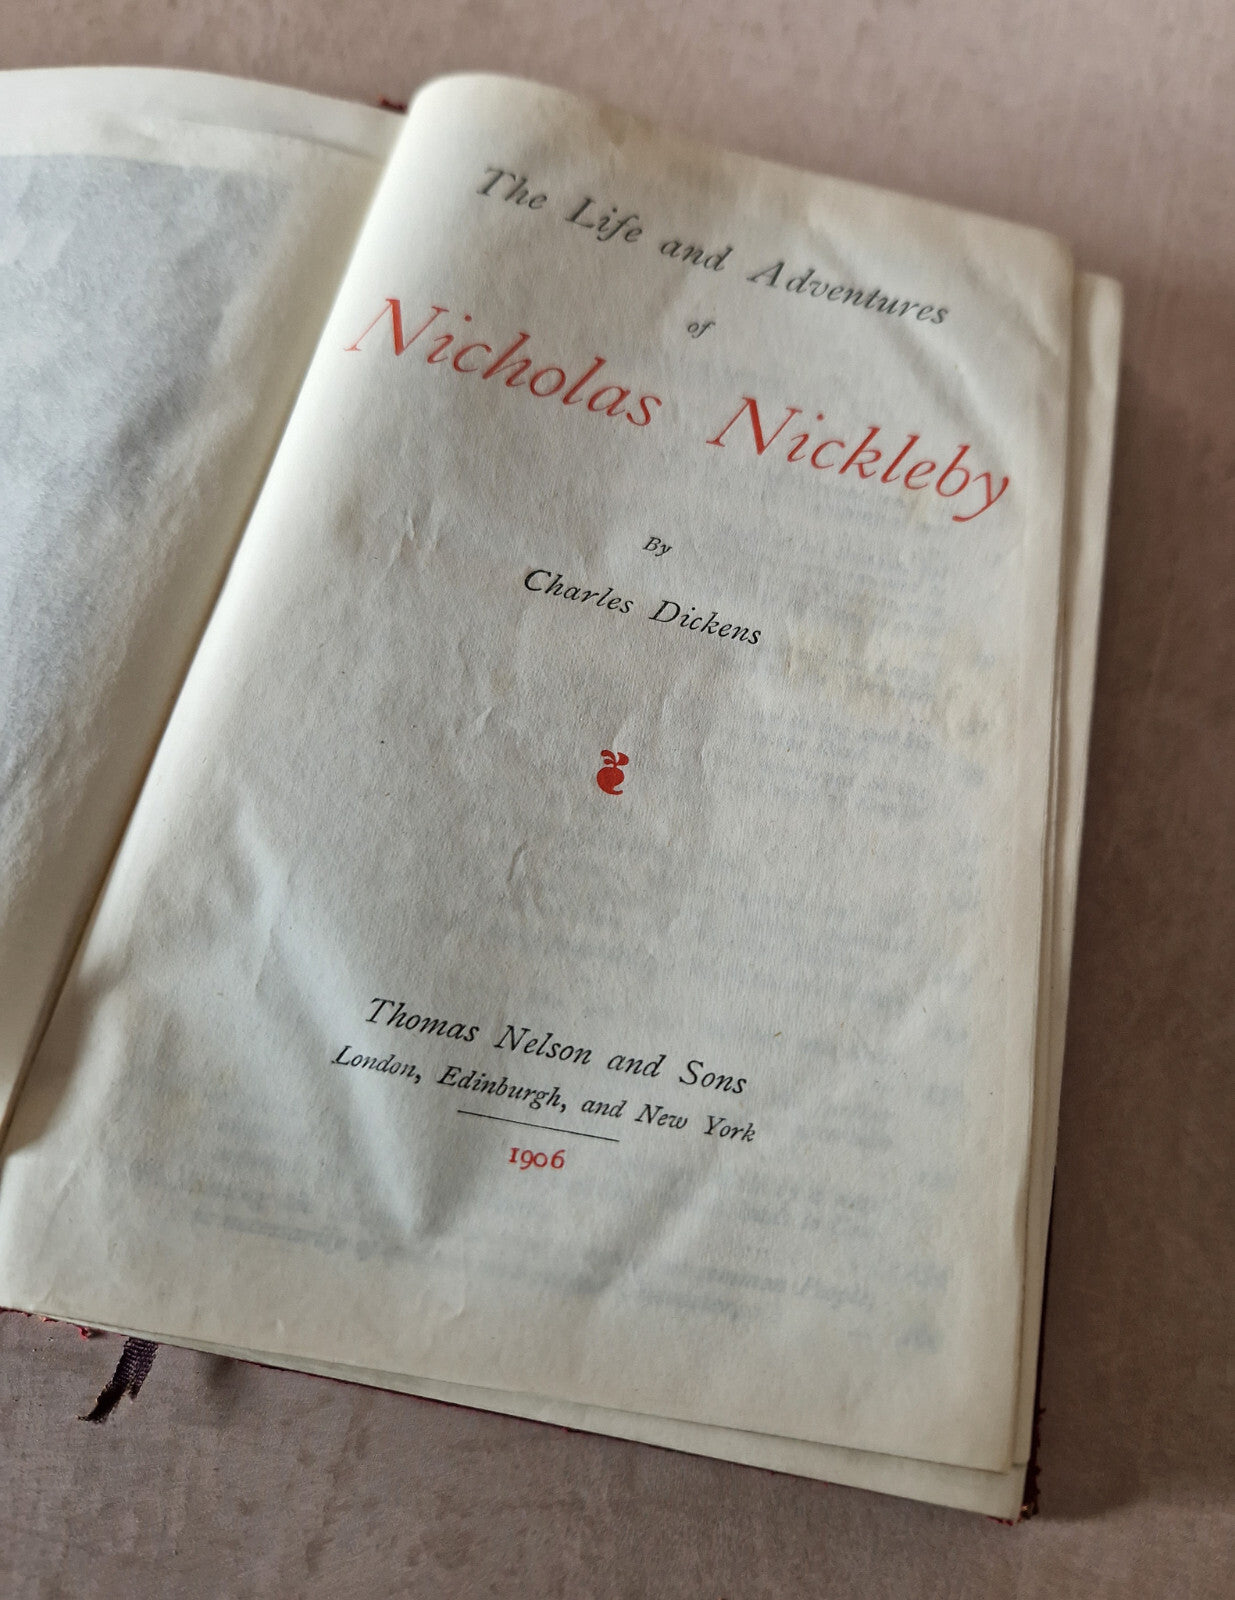 The Life and Adventures
of
Nicholas Nickleby
By
Charles Dickens
Thomas Nelson and Sons
London, Edinburgh, and New York
1906